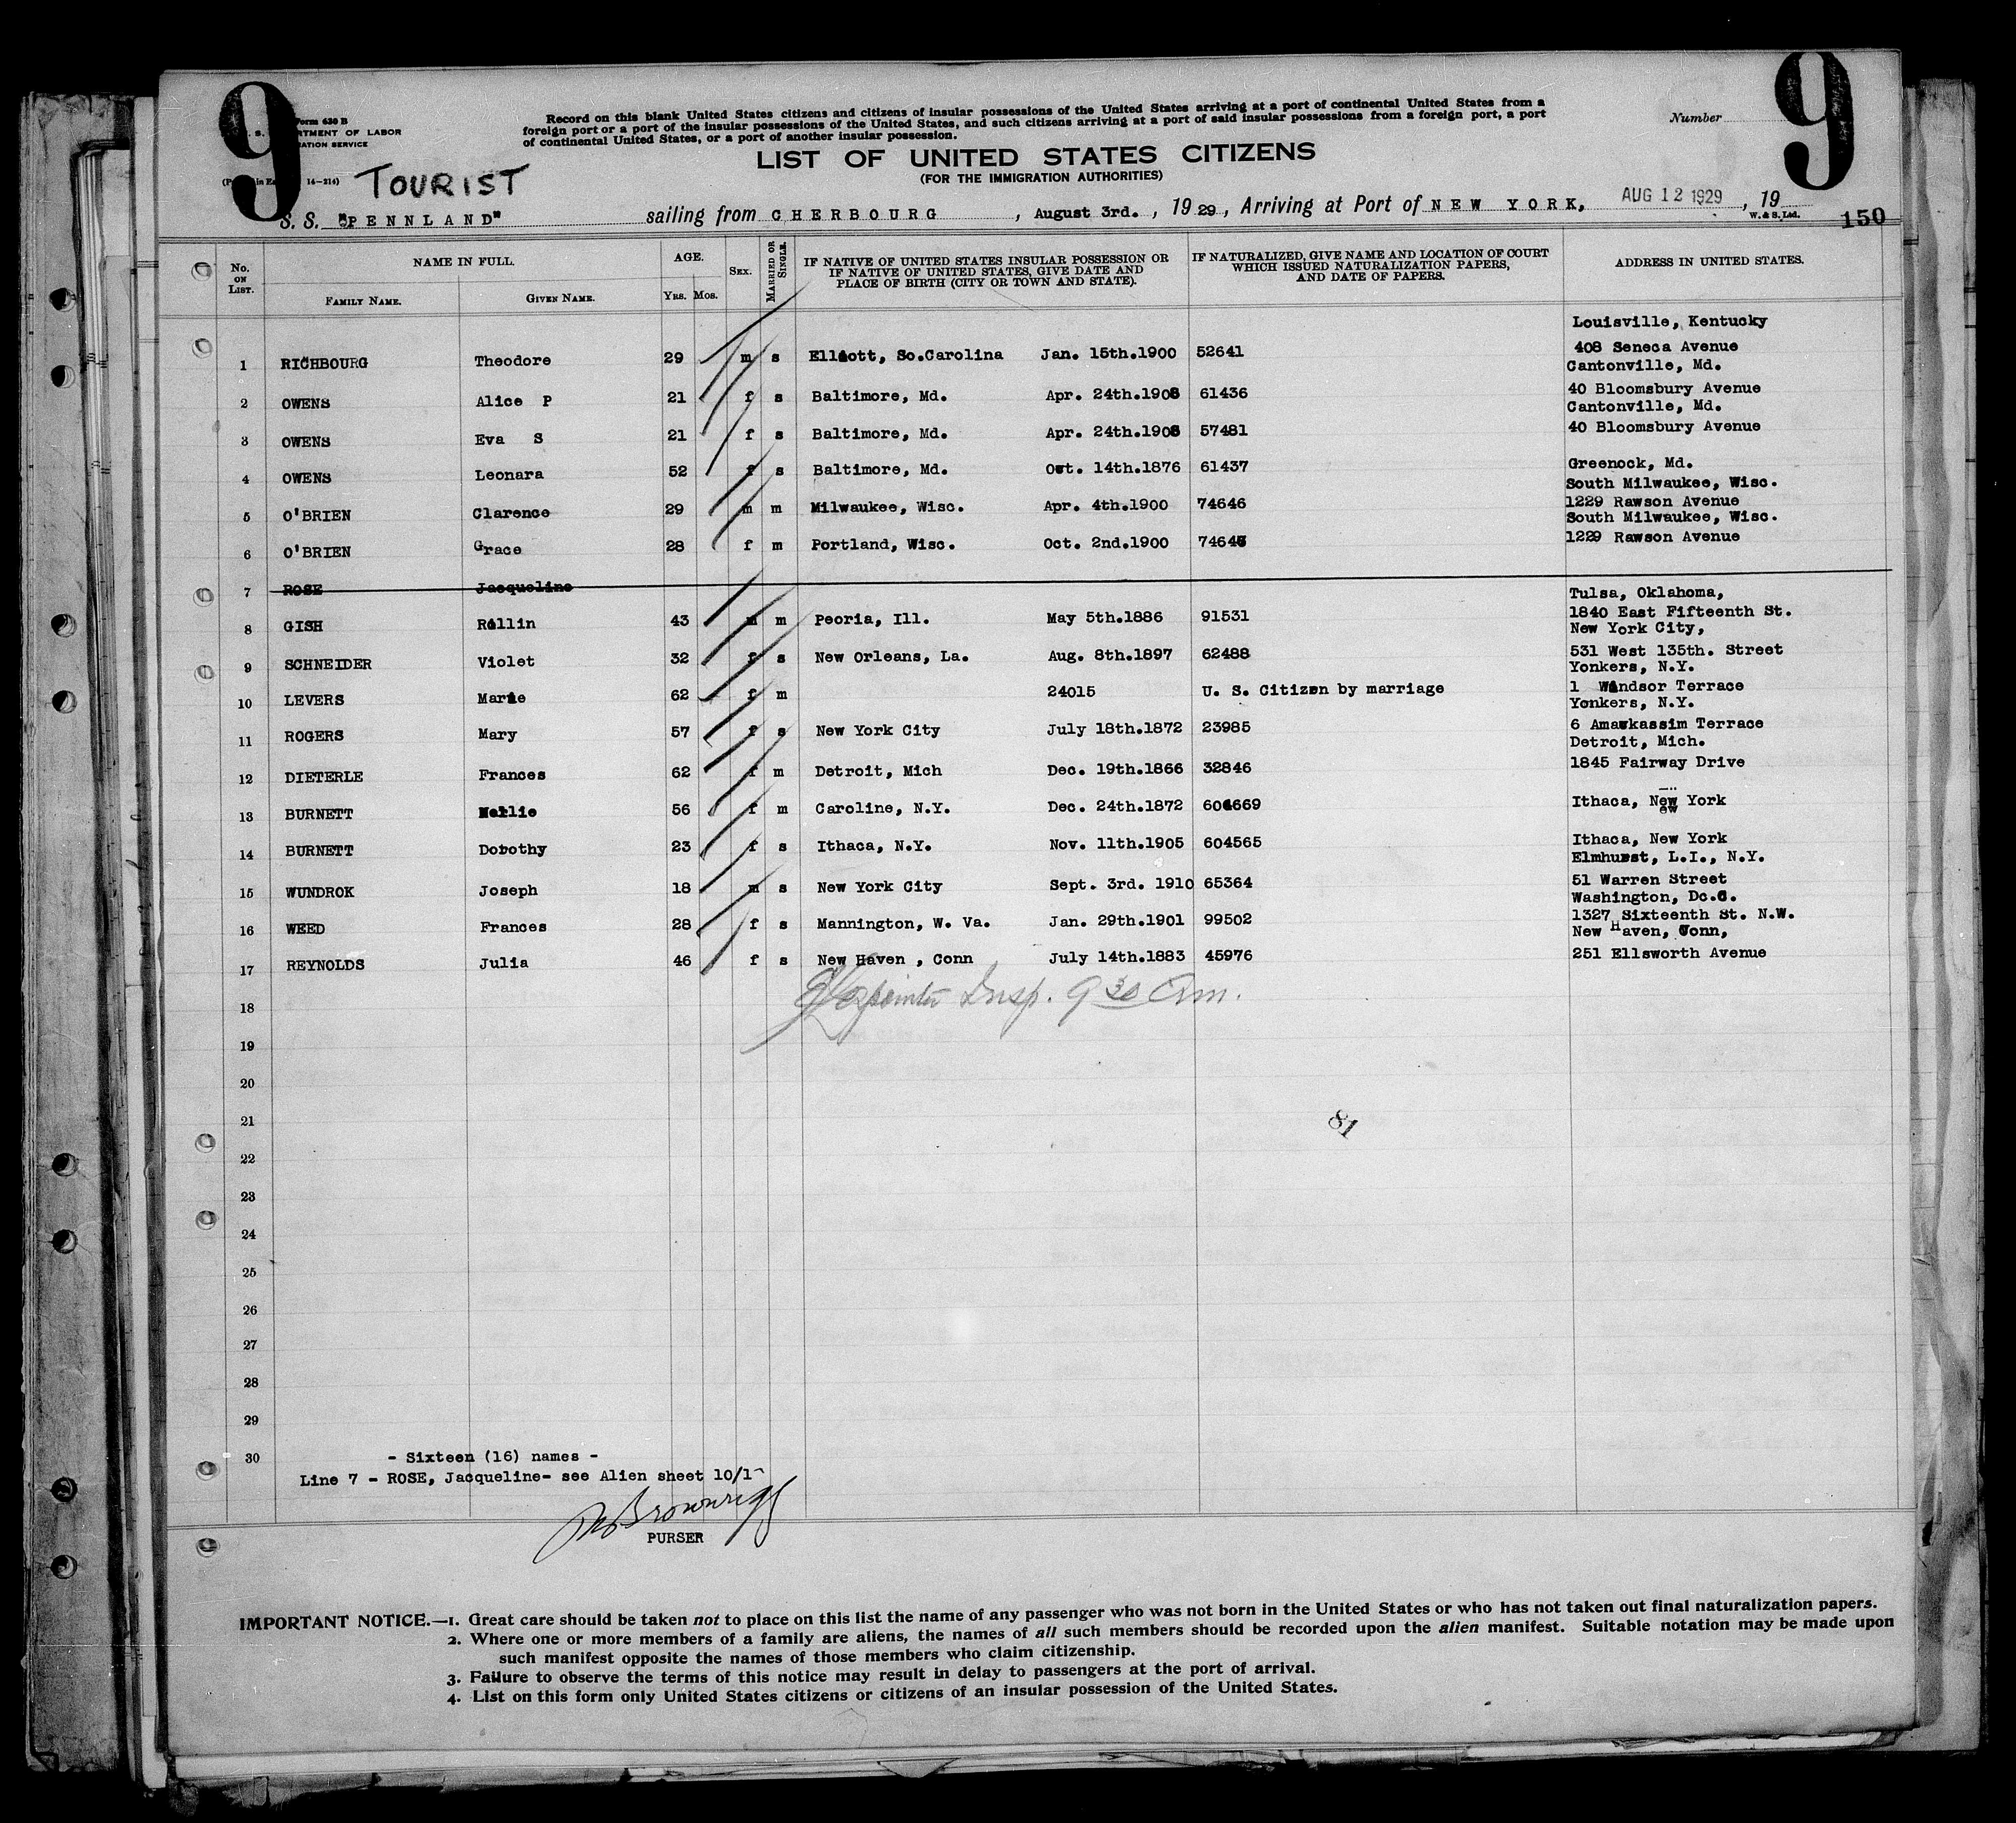 9
9
Form 630 B
RTMENT OF LABOR
ATION SERVICE
14—214)
Record on this blank United States citizens and citizens of insular possessions of the United States arriving at a port of continental United States from a
foreign port or a port of the insular possessions of the United States, and such citizens arriving at a port of said insular possessions from a foreign port, a port
of continental United States, or a port of another insular possession.
Number
LIST OF UNITED STATES CITIZENS
(FOR THE IMMIGRATION AUTHORITIES)
TOURIST
S. S. "PENNLAND" sailing from CHERBOURG, August 3rd., 1929, Arriving at Port of NEW YORK, AUG 12 1929, 19
W. & S. Ltd.
150
No. ON LIST. NAME IN FULL. AGE. SEX. MARRIED OR SINGLE. IF NATIVE OF UNITED STATES INSULAR POSSESSION OR IF NATIVE OF UNITED STATES, GIVE DATE AND PLACE OF BIRTH (CITY OR TOWN AND STATE). IF NATURALIZED, GIVE NAME AND LOCATION OF COURT WHICH ISSUED NATURALIZATION PAPERS, AND DATE OF PAPERS. ADDRESS IN UNITED STATES.
FAMILY NAME. GIVEN NAME. YRS. MOS.
Louisville, Kentucky
1 RICHBOURG Theodore 29 m s Elliott, So.Carolina Jan. 15th.1900 52641 408 Seneca Avenue
Cantonville, Md.
2 OWENS Alice P 21 f s Baltimore, Md. Apr. 24th.1908 61436 40 Bloomsbury Avenue
Cantonville, Md.
3 OWENS Eva S 21 f s Baltimore, Md. Apr. 24th.1908 57481 40 Bloomsbury Avenue
4 OWENS Leonara 52 f s Baltimore, Md. Oct. 14th.1876 61437 Greenock, Md.
South Milwaukee, Wisc.
5 O'BRIEN Clarence 29 m m Milwaukee, Wisc. Apr. 4th.1900 74646 1229 Rawson Avenue
South Milwaukee, Wisc.
6 O'BRIEN Grace 28 f m Portland, Wisc. Oct. 2nd.1900 1229 Rawson Avenue
7 ROSE Jacqueline
Tulsa, Oklahoma,
8 GISH Rollin 43 m m Peoria, Ill. May 5th.1886 91531 1840 East Fifteenth St.
New York City,
9 SCHNEIDER Violet 32 f s New Orleans, La. Aug. 8th.1897 62488 531 West 135th. Street
Yonkers, N.Y.
10 LEVERS Marie 62 f m 24015 U. S. Citizen by marriage 1 Windsor Terrace
Yonkers, N.Y.
11 ROGERS Mary 57 f s New York City July 18th.1872 23985 6 Amawkassim Terrace
Detroit, Mich.
12 DIETERLE Frances 62 f m Detroit, Mich Dec. 19th.1866 32846 1845 Fairway Drive
13 BURNETT Nellie 56 f m Caroline, N.Y. Dec. 24th.1872 604669 Ithaca, New York
14 BURNETT Dorothy 23 f s Ithaca, N.Y. Nov. 11th.1905 604565 Ithaca, New York
Elmhurst, L.I., N.Y.
15 WUNDROK Joseph 18 m s New York City Sept. 3rd. 1910 65364 51 Warren Street
Washington, Dc.C.
16 WEED Frances 28 f s Mannington, W. Va. Jan. 29th.1901 99502 1327 Sixteenth St. N.W.
New Haven, Conn,
17 REYNOLDS Julia 46 f s New Haven , Conn July 14th.1883 45976 251 Ellsworth Avenue
Insp. 9 30 am.
18
19
20
21
81
22
23
24
25
26
27
28
29
30
- Sixteen (16) names -
Line 7 - ROSE, Jacqueline- see Alien sheet 10/1
Brownrigg
PURSER
IMPORTANT NOTICE.—1. Great care should be taken not to place on this list the name of any passenger who was not born in the United States or who has not taken out final naturalization papers.
2. Where one or more members of a family are aliens, the names of all such members should be recorded upon the alien manifest. Suitable notation may be made upon
such manifest opposite the names of those members who claim citizenship.
3. Failure to observe the terms of this notice may result in delay to passengers at the port of arrival.
4. List on this form only United States citizens or citizens of an insular possession of the United States.